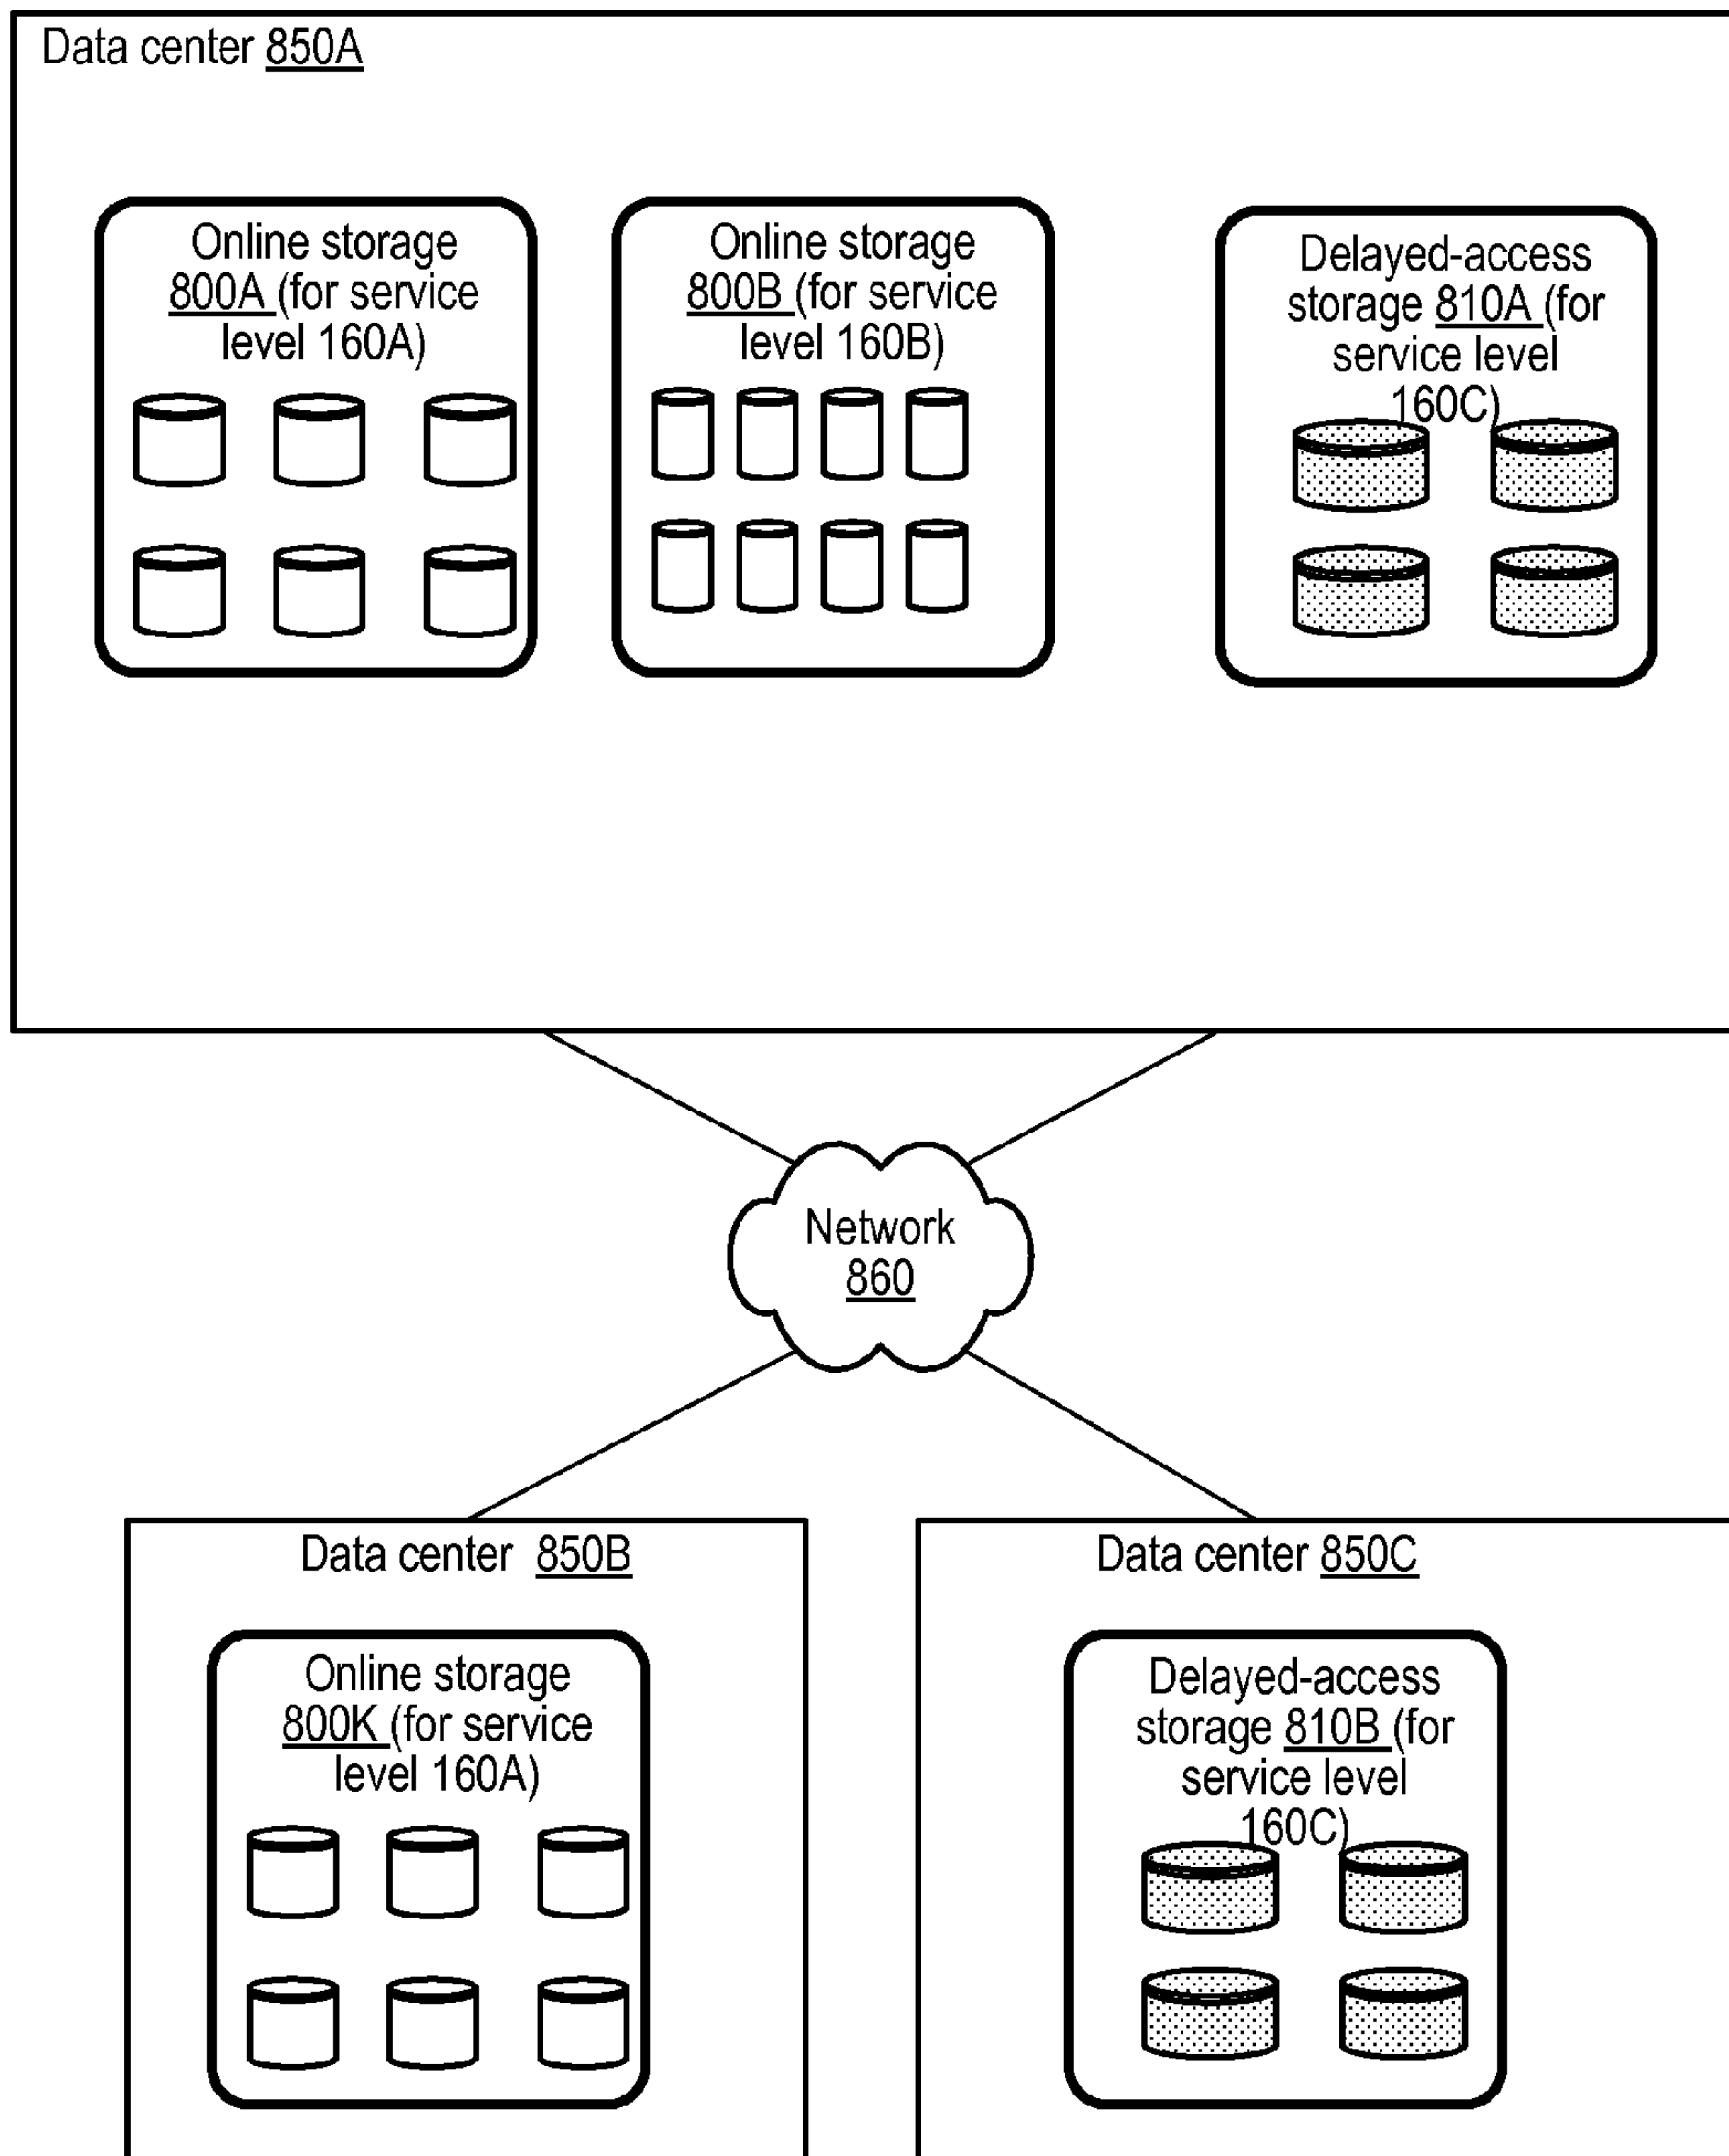 Data center 850A
Online storage
800A (for service
level 160A)
Online storage
800B (for service
level 160B)
Delayed-access
storage 810A (for
service level
160C)
Network
860
Data center 850B
Online storage
800K (for service
level 160A)
Data center 850C
Delayed-access
storage 810B (for
service level
160C)